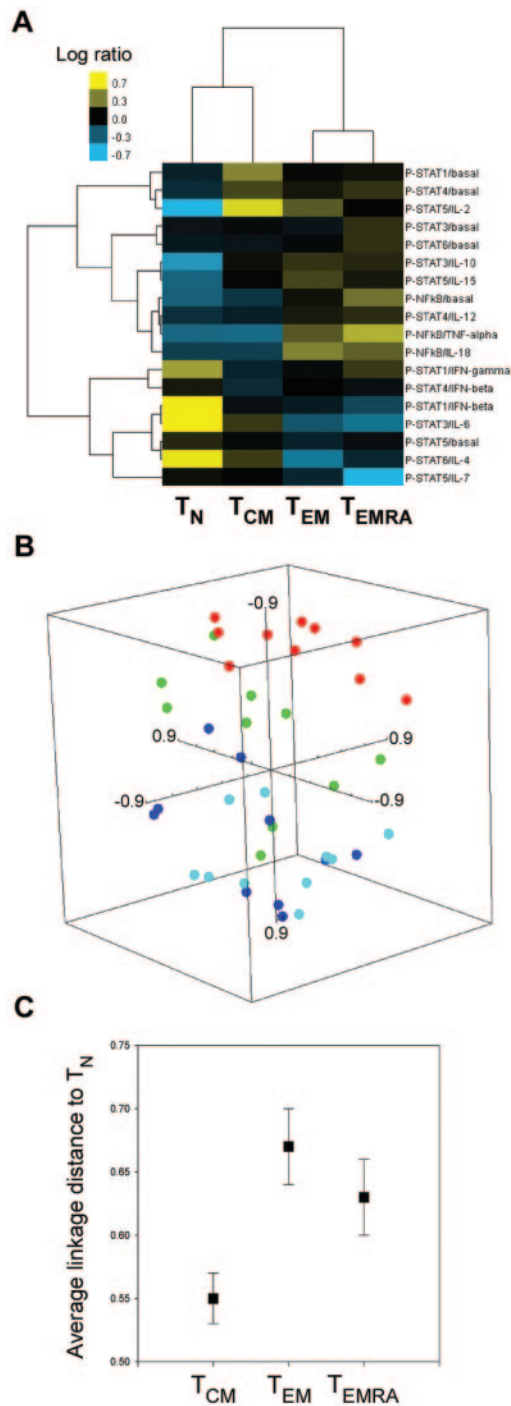 A
Log ratio
0.7
0.3
0.0
-0.3
-0.7
P-STAT1/basal
P-STAT4/basal
P-STAT5/IL-2
P-STAT3/basal
P-STAT6/basal
P-STAT3/IL-10
P-STAT5/IL-15
P-NFkB/basal
P-STAT4/IL-12
P-NFkB/TNF-alpha
P-NFkB/IL-18
P-STAT1/IFN-gamma
P-STAT4/IFN-beta
P-STAT1/IFN-beta
P-STAT3/IL-6
P-STAT5/basal
P-STAT6/IL-4
P-STAT5/IL-7
TN TCM TEM TEMRA
B
-0.9
0.9 0.9
-0.9 -0.9
0.9
C
Average linkage distance to TN
0.75
0.70
0.65
0.60
0.55
0.50
TCM TEM TEMRA